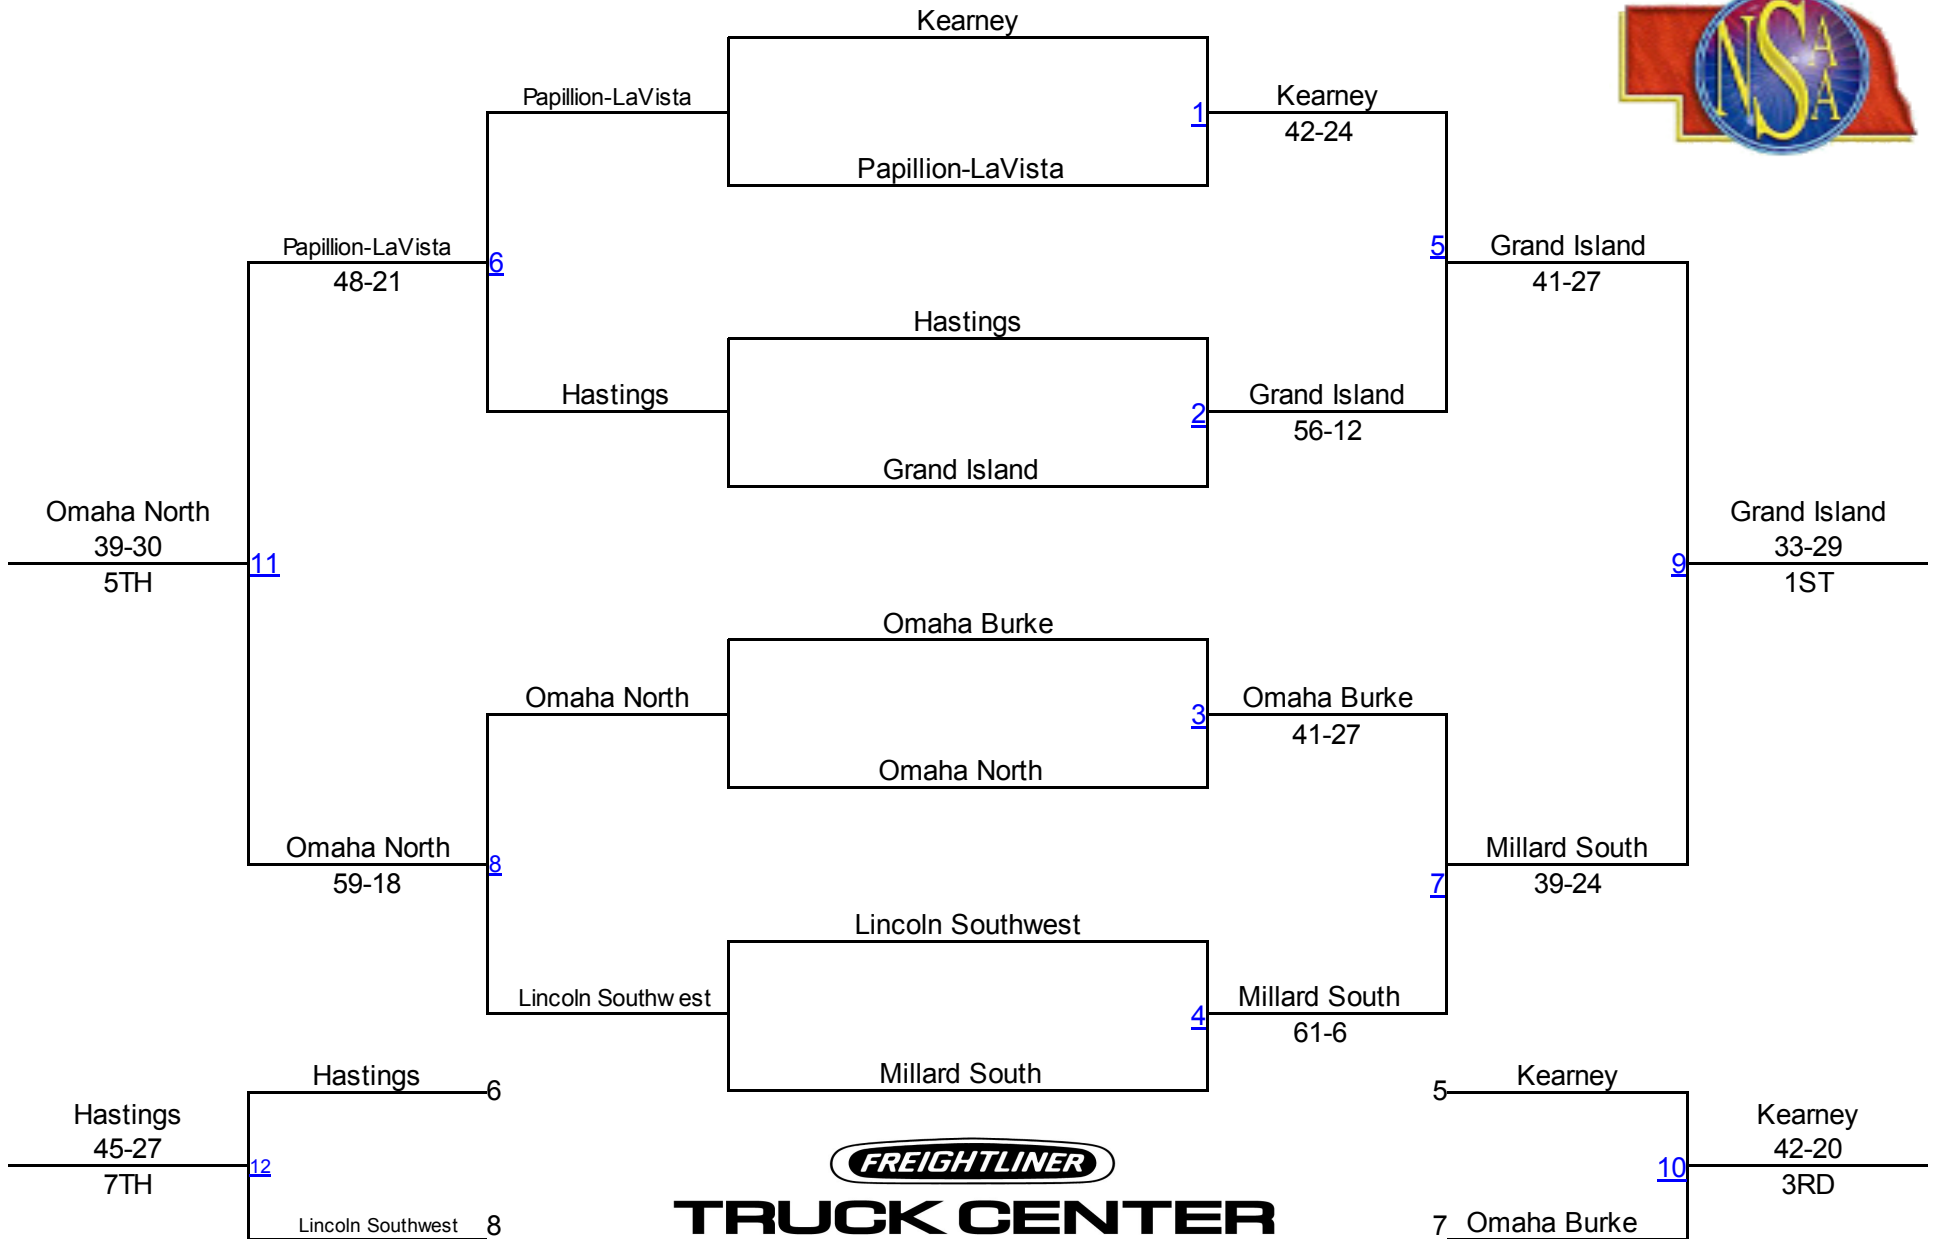 Kearney
Papillion-LaVista
1
Kearney
42-24
Papillion-LaVista
NSAA
Papillion-LaVista
48-21
6
5
Grand Island
41-27
Hastings
Hastings
2
Grand Island
56-12
Grand Island
Omaha North
39-30
5TH
11
9
Grand Island
33-29
1ST
Omaha Burke
Omaha North
3
Omaha Burke
41-27
Omaha North
Omaha North
59-18
8
7
Millard South
39-24
Lincoln Southwest
Lincoln Southwest
4
Millard South
61-6
Millard South
Hastings
6
Hastings
45-27
7TH
12
Lincoln Southwest
8
FREIGHTLINER
TRUCK CENTER
5
Kearney
10
Kearney
42-20
3RD
7
Omaha Burke